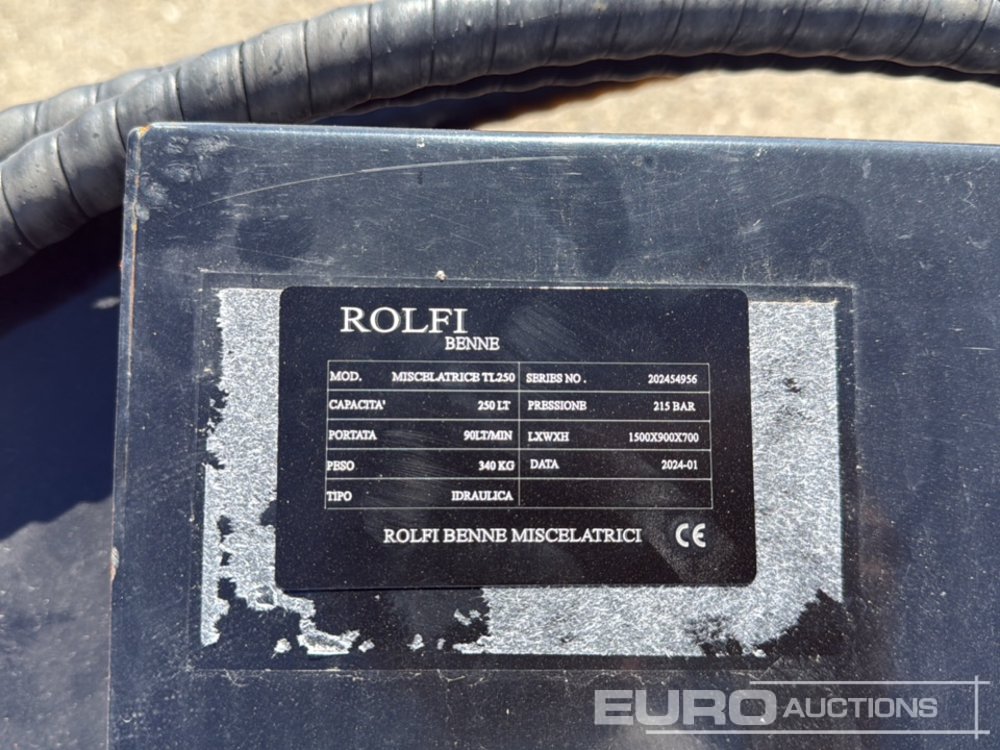 ROLFI
BENNE
MOD. MISCELATRICE TL250 SERIES NO. 202454956
CAPACITA' 250 LT PRESSIONE 215 BAR
PORTATA 90LT/MIN LXWXH 1500X900X700
PESO 340 KG DATA 2024-01
TIPO IDRAULICA
ROLFI BENNE MISCELATRICI CE
EURO AUCTIONS